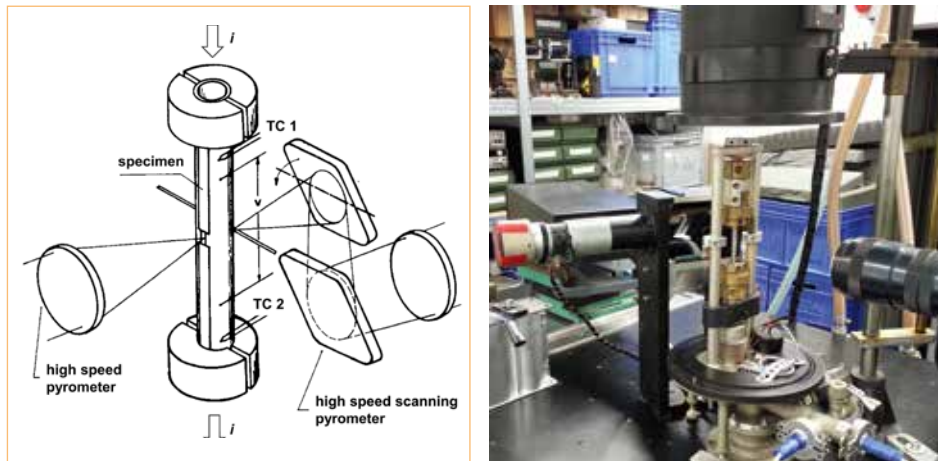 i
TC 1
specimen
v
TC 2
high speed
pyrometer
high speed scanning
pyrometer
i